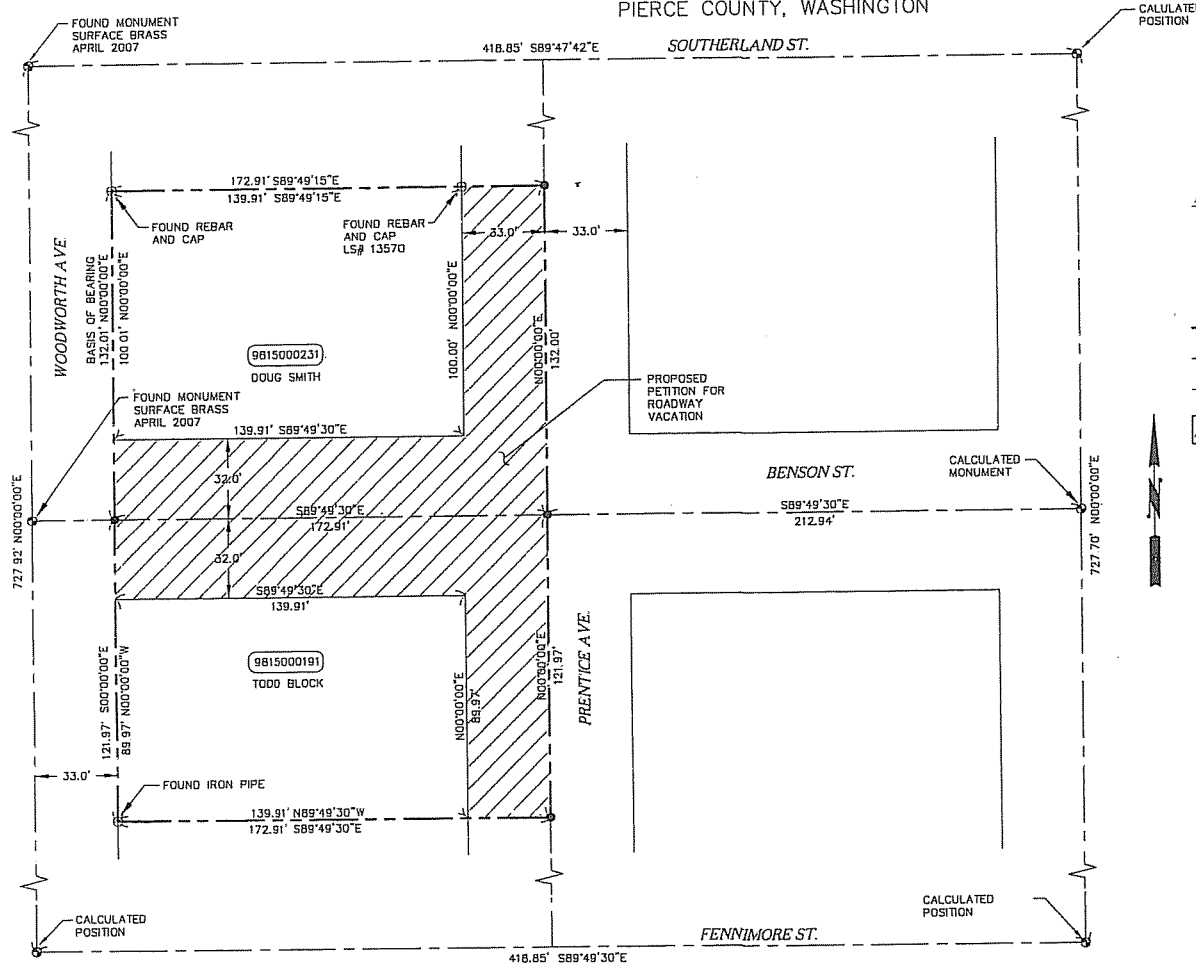 PIERCE COUNTY, WASHINGTON
FOUND MONUMENT
SURFACE BRASS
APRIL 2007
CALULATED
POSITION
418.85' S89°47'42"E
SOUTHERLAND ST.
172.91' S89°49'15"E
139.91' S89°49'15"E
FOUND REBAR
AND CAP
FOUND REBAR
AND CAP
LS# 13570
33.0'
33.0'
WOODWORTH AVE.
BASIS OF BEARING
132.01' N00°00'00"E
100.01' N00°00'00"E
100.00' N00°00'00"E
N00°00'00"E
132.00'
9815000231
DOUG SMITH
PROPOSED
PETITION FOR
ROADWAY
VACATION
FOUND MONUMENT
SURFACE BRASS
APRIL 2007
139.91' S89°49'30"E
32.0'
BENSON ST.
CALCULATED
MONUMENT
S89°49'30"E
172.91'
S89°49'30"E
212.94'
N
727.92' N00°00'00"E
727.70' N00°00'00"E
32.0'
S89°49'30"E
139.91'
9815000191
TODD BLOCK
121.97' S00°00'00"E
89.97' N00°00'00"W
N00°00'00"E
89.97'
N00°00'00"E
121.97'
PRENTICE AVE.
33.0'
FOUND IRON PIPE
139.91' N89°49'30"W
172.91' S89°49'30"E
CALCULATED
POSITION
CALCULATED
POSITION
FENNIMORE ST.
418.85' S89°49'30"E